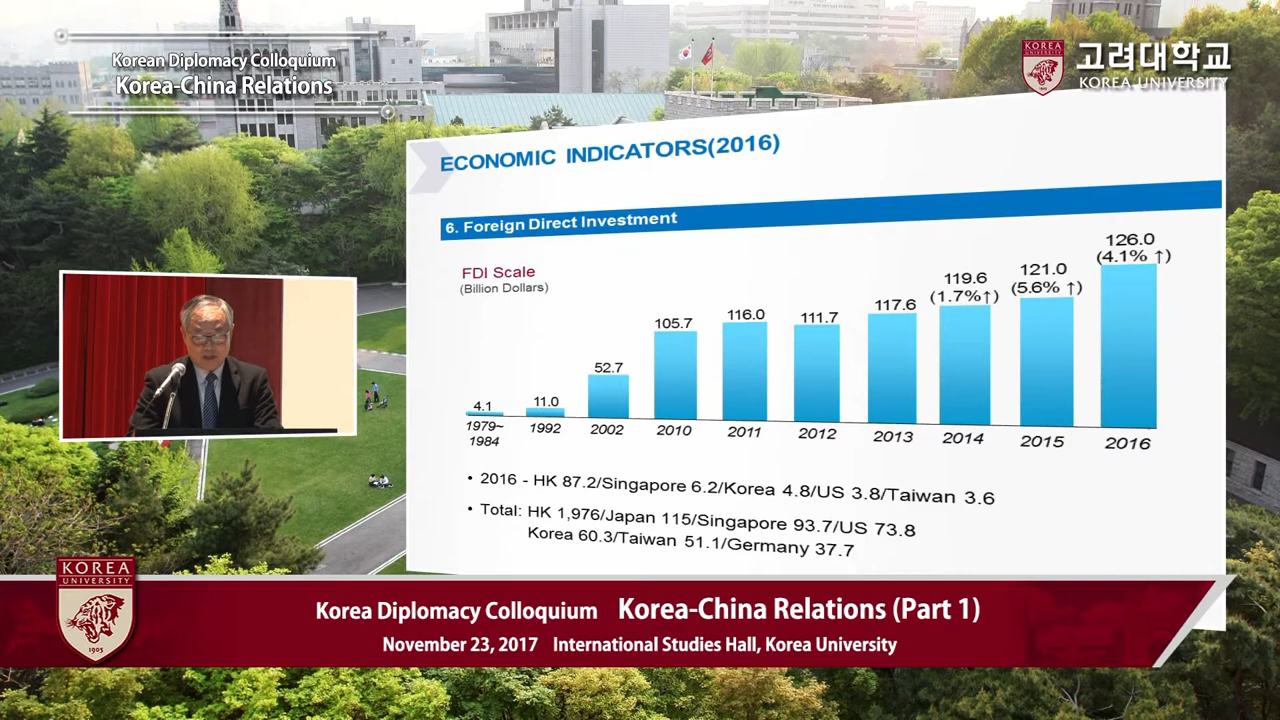 Korean Diplomacy Colloquium
Korea-China Relations
KOREA
UNIVERSITY
1905
고려대학교
KOREA UNIVERSITY
ECONOMIC INDICATORS(2016)
6. Foreign Direct Investment
FDI Scale
(Billion Dollars)
4.1
11.0
52.7
105.7
116.0
111.7
117.6
119.6
(1.7%↑)
121.0
(5.6% ↑)
126.0
(4.1% ↑)
1979~
1984
1992
2002
2010
2011
2012
2013
2014
2015
2016
• 2016 - HK 87.2/Singapore 6.2/Korea 4.8/US 3.8/Taiwan 3.6
• Total: HK 1,976/Japan 115/Singapore 93.7/US 73.8
Korea 60.3/Taiwan 51.1/Germany 37.7
KOREA
UNIVERSITY
1905
Korea Diplomacy Colloquium Korea-China Relations (Part 1)
November 23, 2017 International Studies Hall, Korea University